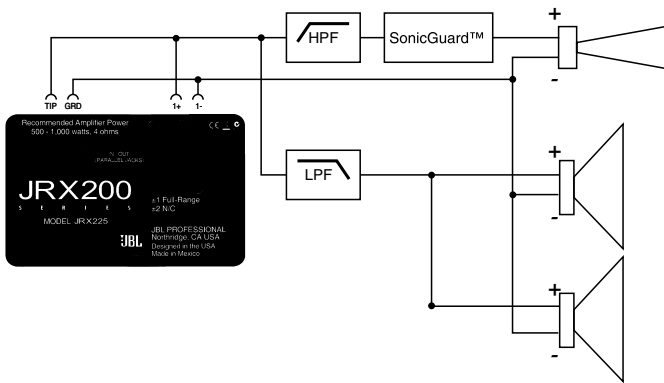 +
HPF
SonicGuard™
-
TIP GRD 1+ 1-
Recommended Amplifier Power
500 - 1,000 watts, 4 ohms
IN / OUT
(PARALLEL JACKS)
JRX200
S E R I E S
MODEL JRX225
±1 Full-Range
±2 N/C
JBL
JBL PROFESSIONAL
Northridge, CA USA
Designed in the USA
Made in Mexico
+
LPF
-
+
-